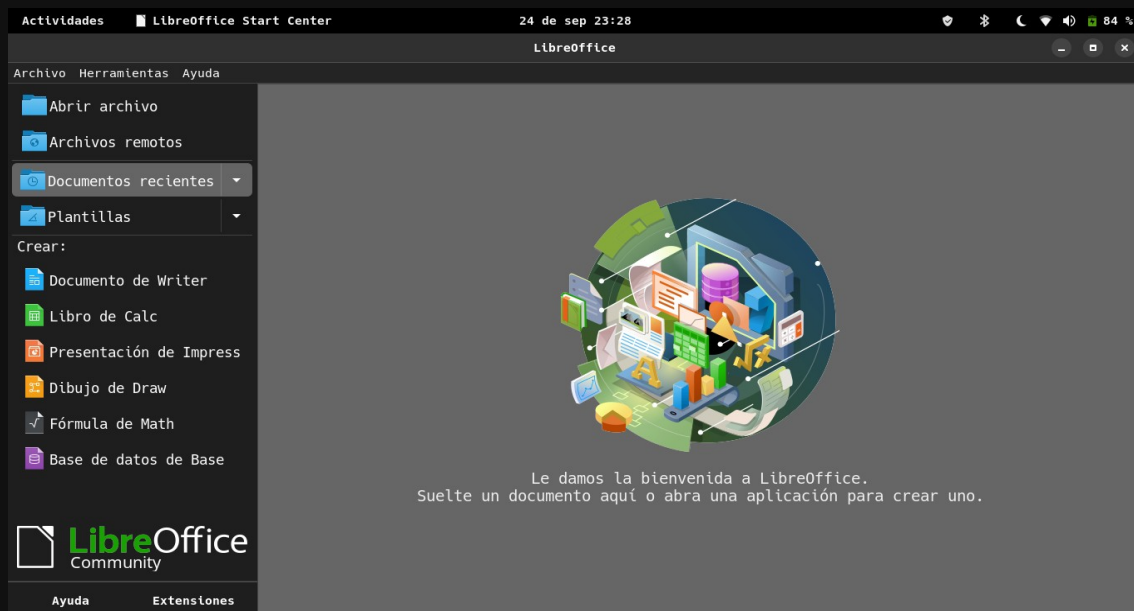 Actividades LibreOffice Start Center 24 de sep 23:28 84 %
LibreOffice
Archivo Herramientas Ayuda
Abrir archivo
Archivos remotos
Documentos recientes
Plantillas
Crear:
Documento de Writer
Libro de Calc
Presentación de Impress
Dibujo de Draw
Fórmula de Math
Base de datos de Base
LibreOffice
Community
Ayuda Extensiones
Le damos la bienvenida a LibreOffice.
Suelte un documento aquí o abra una aplicación para crear uno.